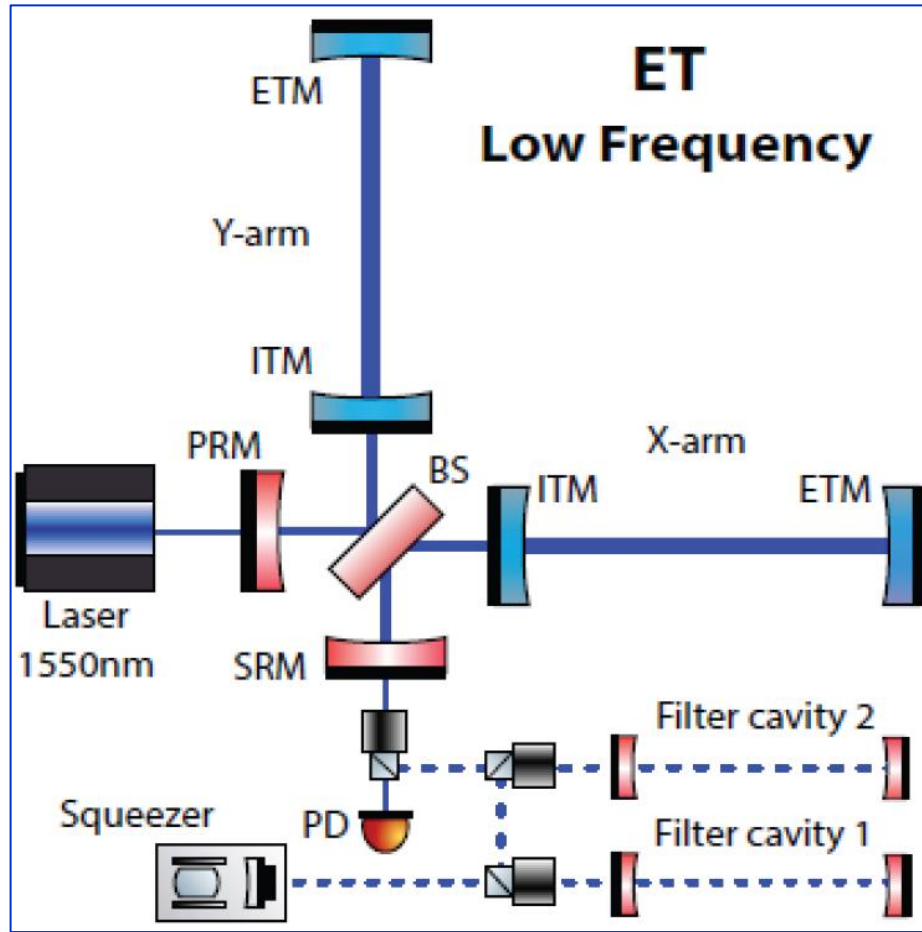 ET
Low Frequency
ETM
Y-arm
ITM
PRM
BS
X-arm
ITM
ETM
Laser
1550nm
SRM
Filter cavity 2
Squeezer
PD
Filter cavity 1